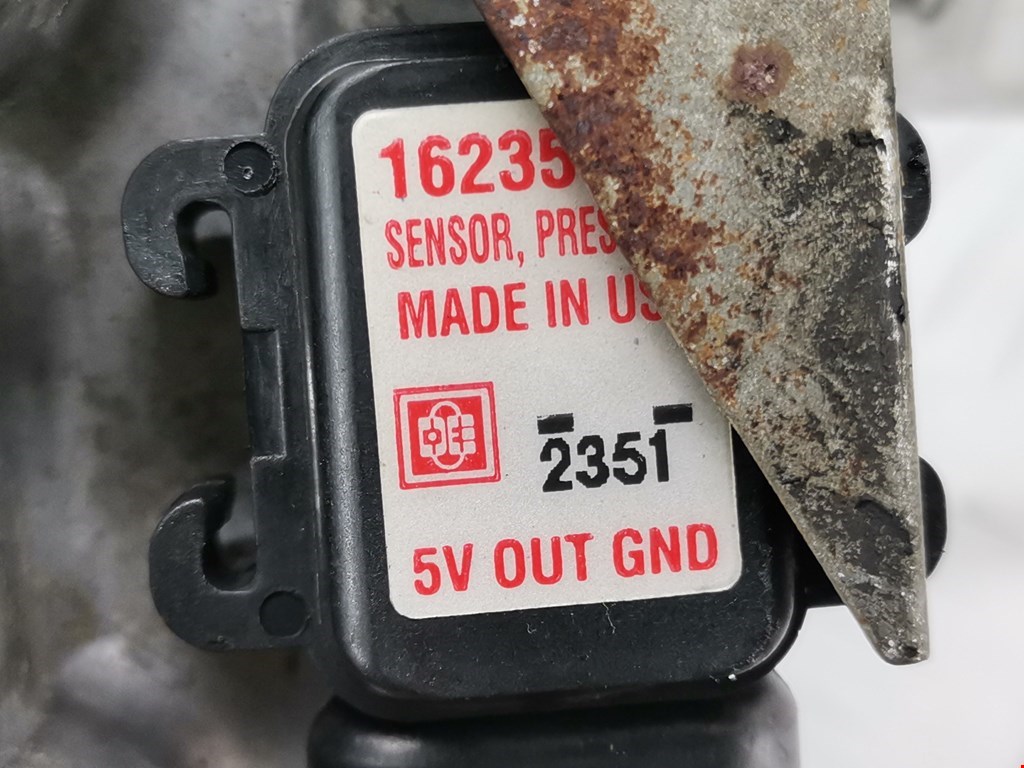 16235
SENSOR, PRES
MADE IN US
2351
5V OUT GND